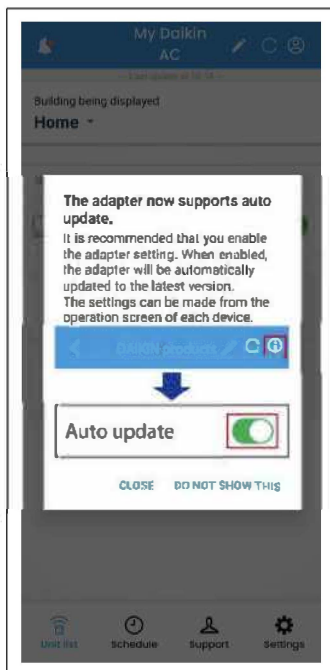 My Daikin
AC
Building being displayed
Home
The adapter now supports auto
update.
It is recommended that you enable
the adapter setting. When enabled,
the adapter will be automatically
updated to the latest version.
The settings can be made from the
operation screen of each device.
DAIKIN products
Auto update
CLOSE DO NOT SHOW THIS
Unit list Schedule Support Settings